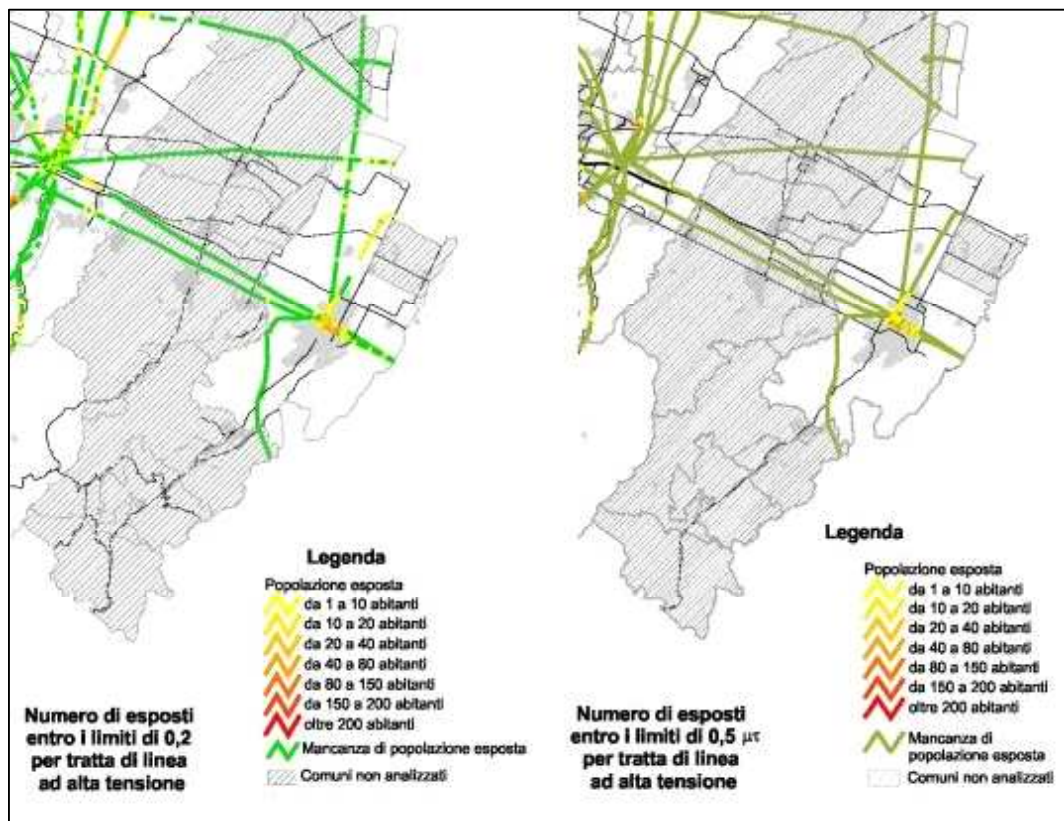 Legenda
Popolazione esposta
da 1 a 10 abitanti
da 10 a 20 abitanti
da 20 a 40 abitanti
da 40 a 80 abitanti
da 80 a 150 abitanti
da 150 a 200 abitanti
oltre 200 abitanti
Mancanza di popolazione esposta
Comuni non analizzati
Numero di esposti
entro i limiti di 0,2
per tratta di linea
ad alta tensione
Legenda
Popolazione esposta
da 1 a 10 abitanti
da 10 a 20 abitanti
da 20 a 40 abitanti
da 40 a 80 abitanti
da 80 a 150 abitanti
da 150 a 200 abitanti
oltre 200 abitanti
Mancanza di
popolazione esposta
Comuni non analizzati
Numero di esposti
entro i limiti di 0,5 μτ
per tratta di linea
ad alta tensione